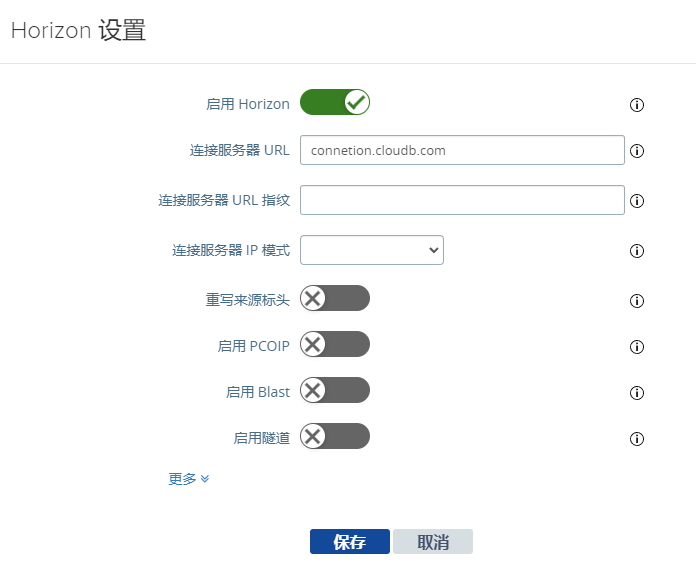 Horizon 设置
启用 Horizon
连接服务器 URL connetion.cloudb.com
连接服务器 URL 指纹
连接服务器 IP 模式
重写来源标头
启用 PCOIP
启用 Blast
启用隧道
更多
保存 取消